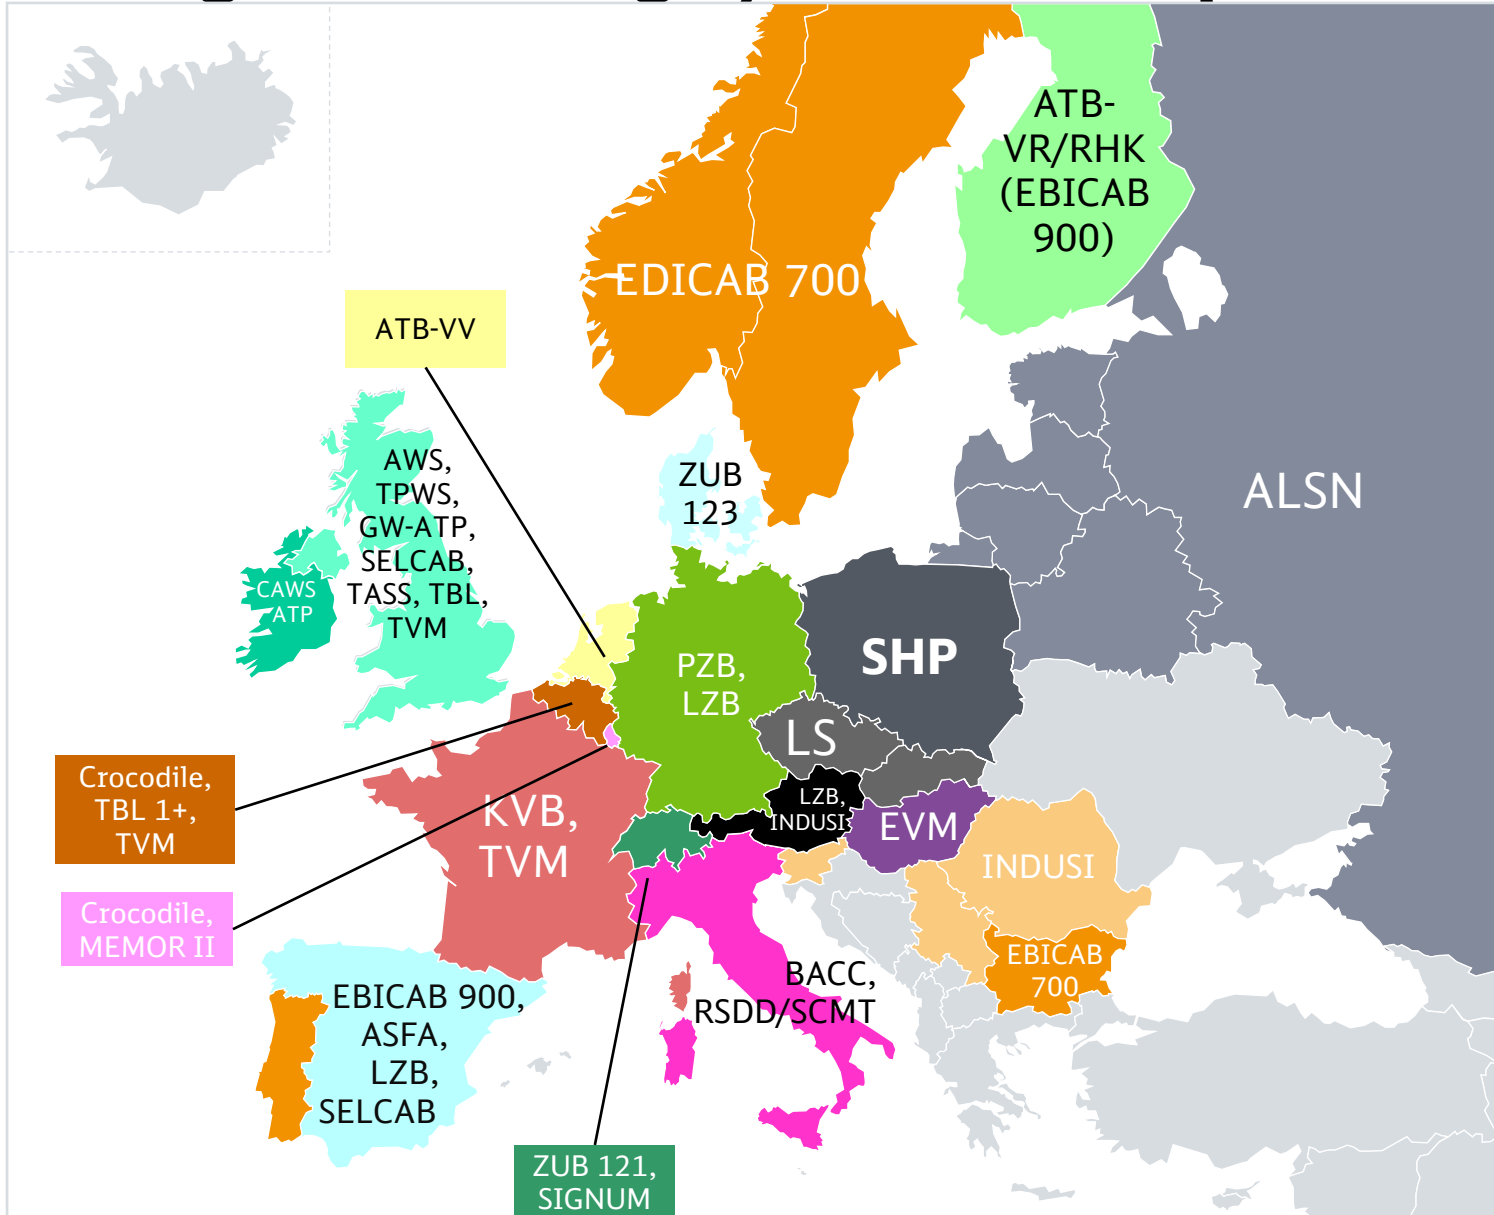 ATB-
VR/RHK
(EBICAB
900)
EDICAB 700
ATB-VV
ZUB
123
ALSN
AWS,
TPWS,
GW-ATP,
SELCAB,
TASS, TBL,
TVM
CAWS
ATP
SHP
PZB,
LZB
LS
LZB,
INDUSI
EVM
KVB,
TVM
Crocodile,
TBL 1+,
TVM
INDUSI
Crocodile,
MEMOR II
EBICAB
700
BACC,
RSDD/SCMT
EBICAB 900,
ASFA,
LZB,
SELCAB
ZUB 121,
SIGNUM